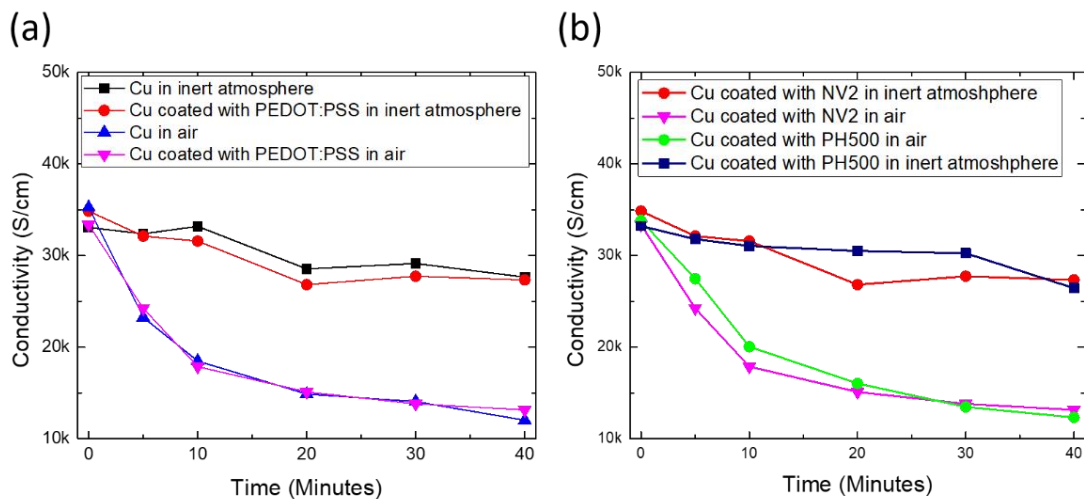 (a)
50k
40k
30k
20k
10k
Conductivity (S/cm)
Cu in inert atmosphere
Cu coated with PEDOT:PSS in inert atmosphere
Cu in air
Cu coated with PEDOT:PSS in air
0 10 20 30 40
Time (Minutes)
(b)
50k
40k
30k
20k
10k
Conductivity (S/cm)
Cu coated with NV2 in inert atmoshphere
Cu coated with NV2 in air
Cu coated with PH500 in air
Cu coated with PH500 in inert atmoshphere
0 10 20 30 40
Time (Minutes)